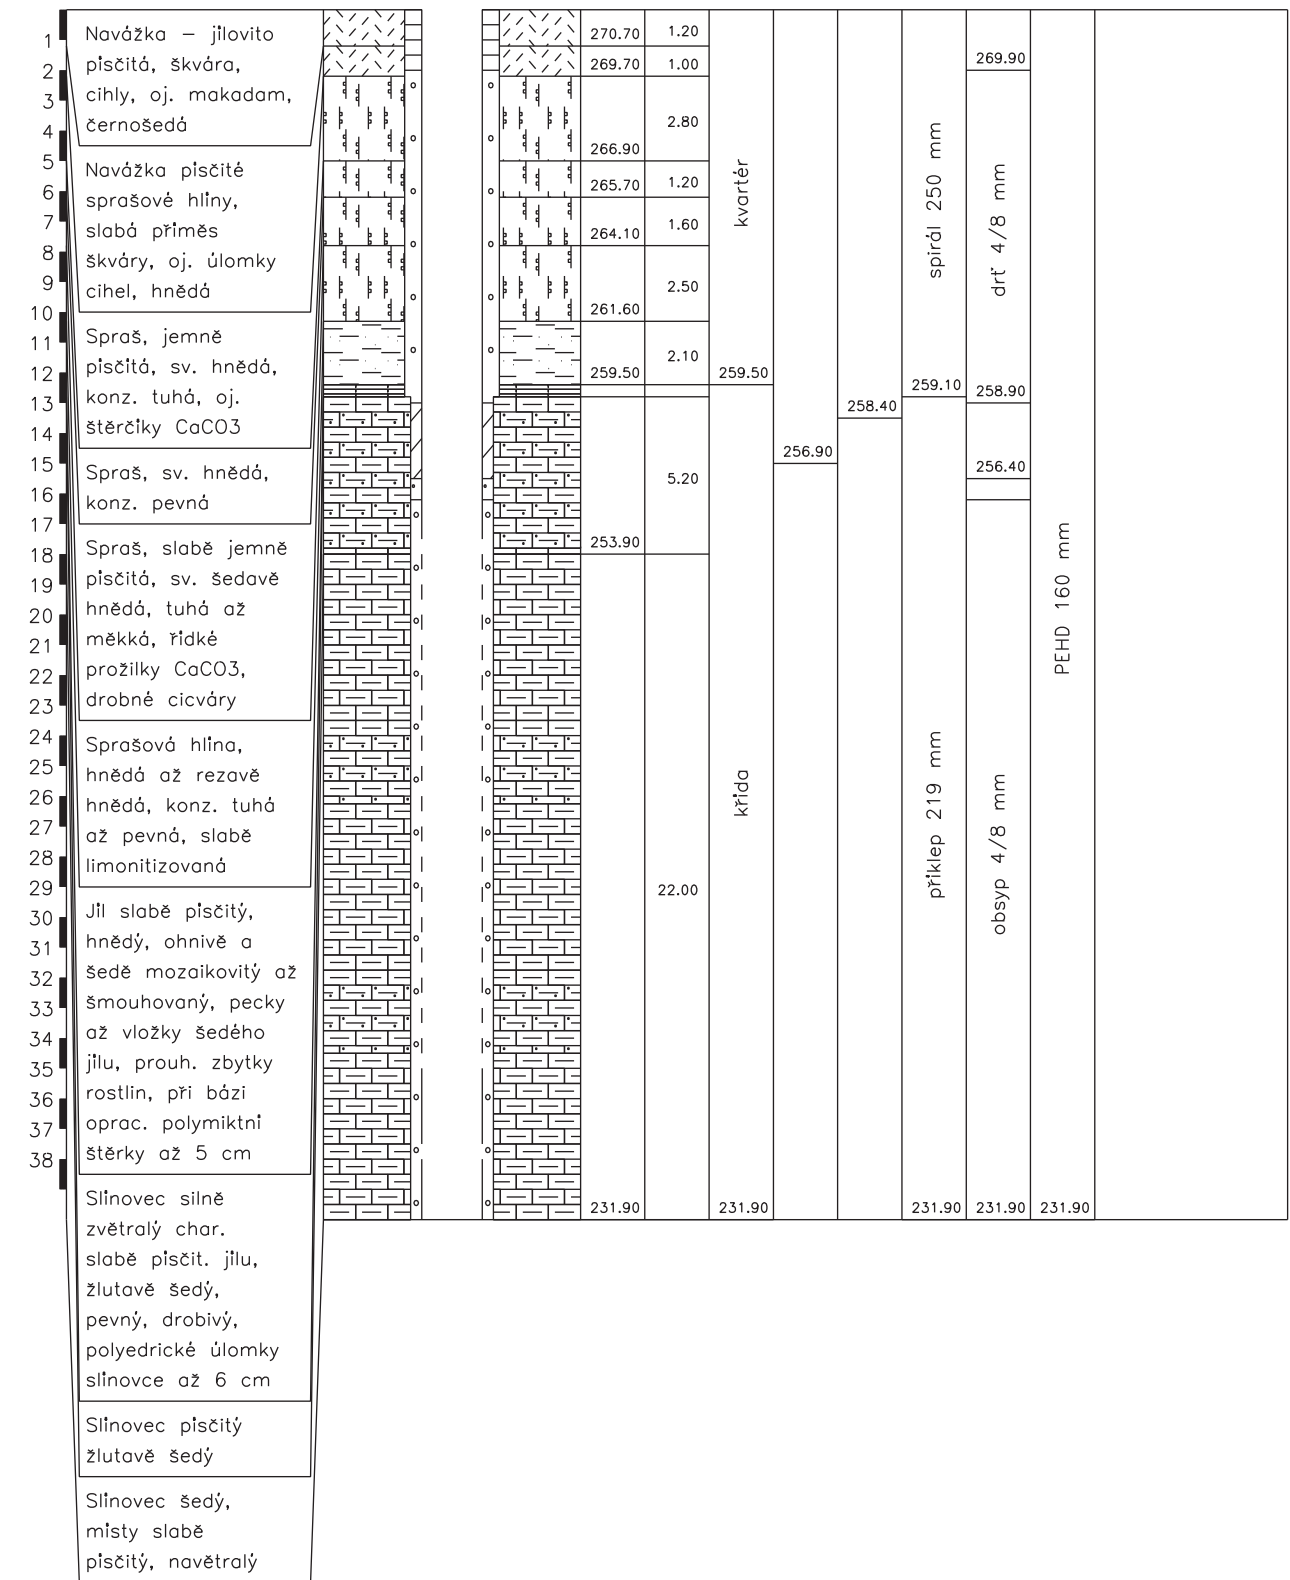 1
2
3
4
5
6
7
8
9
10
11
12
13
14
15
16
17
18
19
20
21
22
23
24
25
26
27
28
29
30
31
32
33
34
35
36
37
38
Navážka – jílovito
písčitá, škvára,
cihly, oj. makadam,
černošedá
Navážka písčité
sprašové hlíny,
slabá příměs
škváry, oj. úlomky
cihel, hnědá
Spraš, jemně
písčitá, sv. hnědá,
konz. tuhá, oj.
štěrčíky CaCO3
Spraš, sv. hnědá,
konz. pevná
Spraš, slabě jemně
písčitá, sv. šedavě
hnědá, tuhá až
měkká, řídké
prožilky CaCO3,
drobné cicváry
Sprašová hlína,
hnědá až rezavě
hnědá, konz. tuhá
až pevná, slabě
limonitizovaná
Jíl slabě písčitý,
hnědý, ohnivě a
šedě mozaikovitý až
šmouhovaný, pecky
až vložky šedého
jílu, prouh. zbytky
rostlin, při bázi
oprac. polymiktní
štěrky až 5 cm
Slínovec silně
zvětralý char.
slabě písčit. jílu,
žlutavě šedý,
pevný, drobivý,
polyedrické úlomky
slínovce až 6 cm
Slínovec písčitý
žlutavě šedý
Slínovec šedý,
místy slabě
písčitý, navětralý
270.70
269.70
266.90
265.70
264.10
261.60
259.50
253.90
231.90
1.20
1.00
2.80
1.20
1.60
2.50
2.10
5.20
22.00
kvartér
259.50
křída
231.90
256.90
258.40
spirál 250 mm
259.10
příklep 219 mm
231.90
269.90
drť 4/8 mm
258.90
256.40
obsyp 4/8 mm
231.90
PEHD 160 mm
231.90